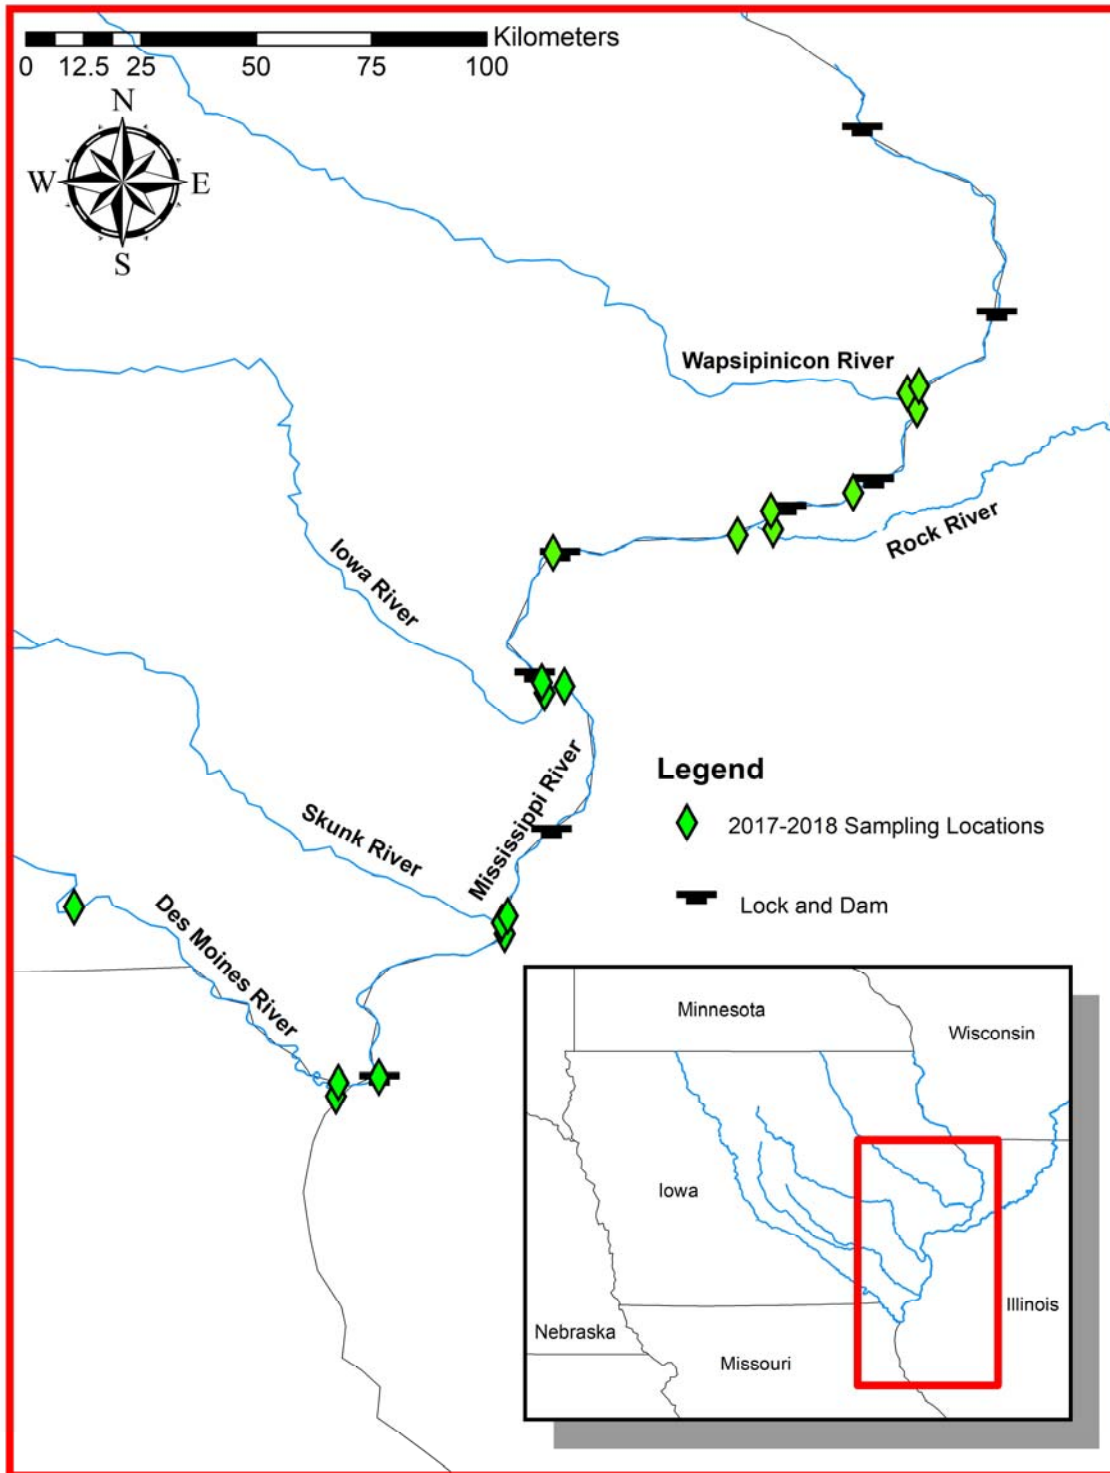 Kilometers
0 12.5 25 50 75 100
N
W E
S
Wapsipinicon River
Rock River
Iowa River
Mississippi River
Skunk River
Des Moines River
Legend
2017-2018 Sampling Locations
Lock and Dam
Minnesota
Wisconsin
Iowa
Illinois
Nebraska
Missouri